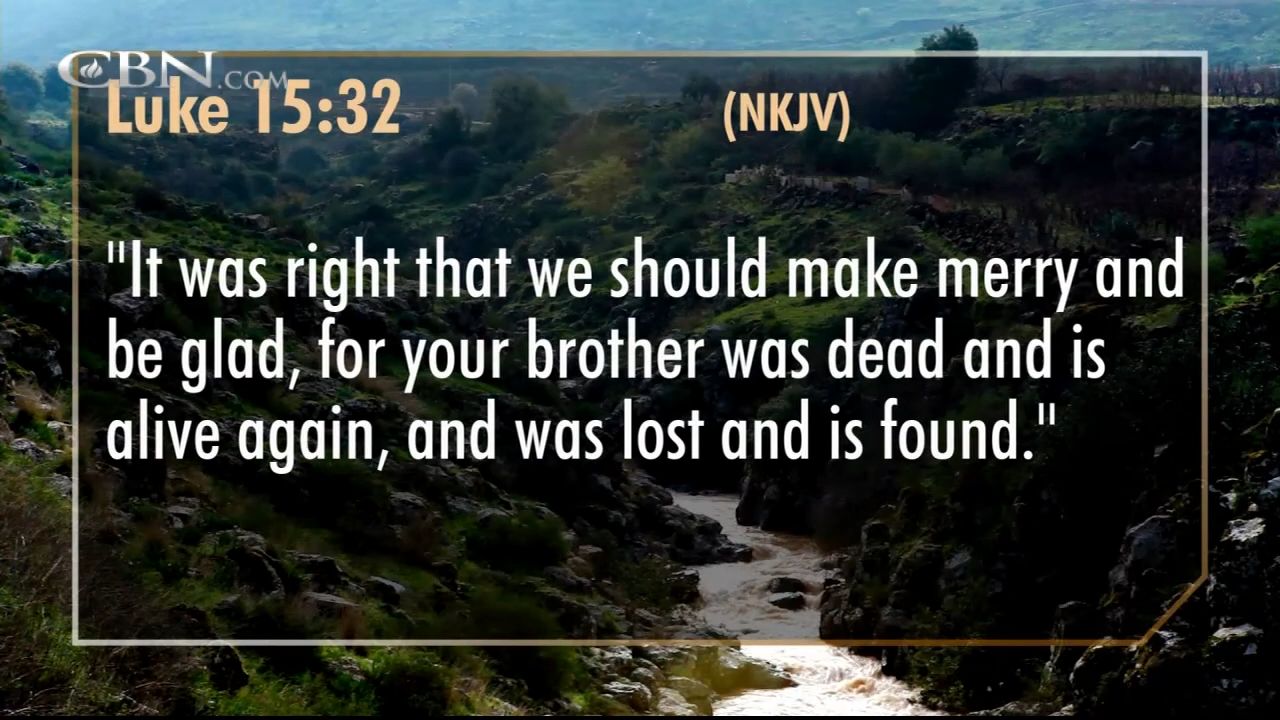 CBN.COM
Luke 15:32 (NKJV)
"It was right that we should make merry and
be glad, for your brother was dead and is
alive again, and was lost and is found."